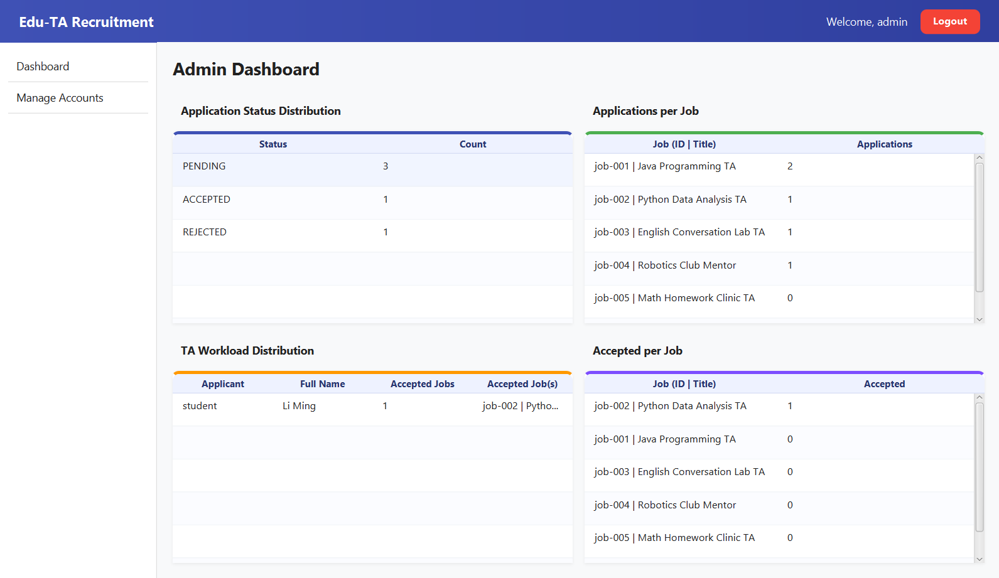 Edu-TA Recruitment
Welcome, admin
Logout
Dashboard
Manage Accounts
Admin Dashboard
Application Status Distribution
Status Count
PENDING 3
ACCEPTED 1
REJECTED 1
Applications per Job
Job (ID | Title) Applications
job-001 | Java Programming TA 2
job-002 | Python Data Analysis TA 1
job-003 | English Conversation Lab TA 1
job-004 | Robotics Club Mentor 1
job-005 | Math Homework Clinic TA 0
TA Workload Distribution
Applicant Full Name Accepted Jobs Accepted Job(s)
student Li Ming 1 job-002 | Pytho...
Accepted per Job
Job (ID | Title) Accepted
job-002 | Python Data Analysis TA 1
job-001 | Java Programming TA 0
job-003 | English Conversation Lab TA 0
job-004 | Robotics Club Mentor 0
job-005 | Math Homework Clinic TA 0